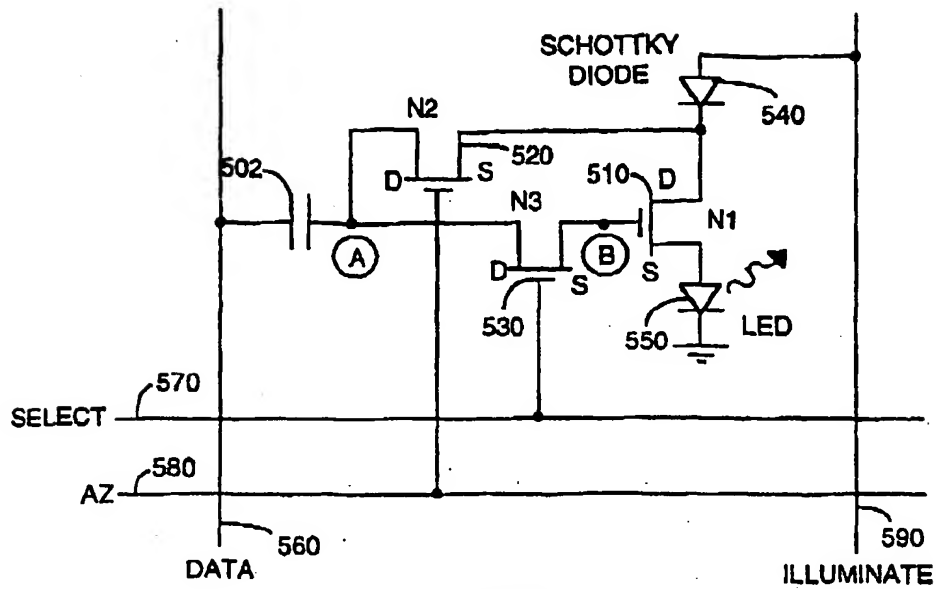 SCHOTTKY
DIODE
540
N2
502
D
S
520
510
D
N3
N1
A
B
D
S
S
530
550
LED
570
SELECT
580
AZ
560
590
DATA
ILLUMINATE